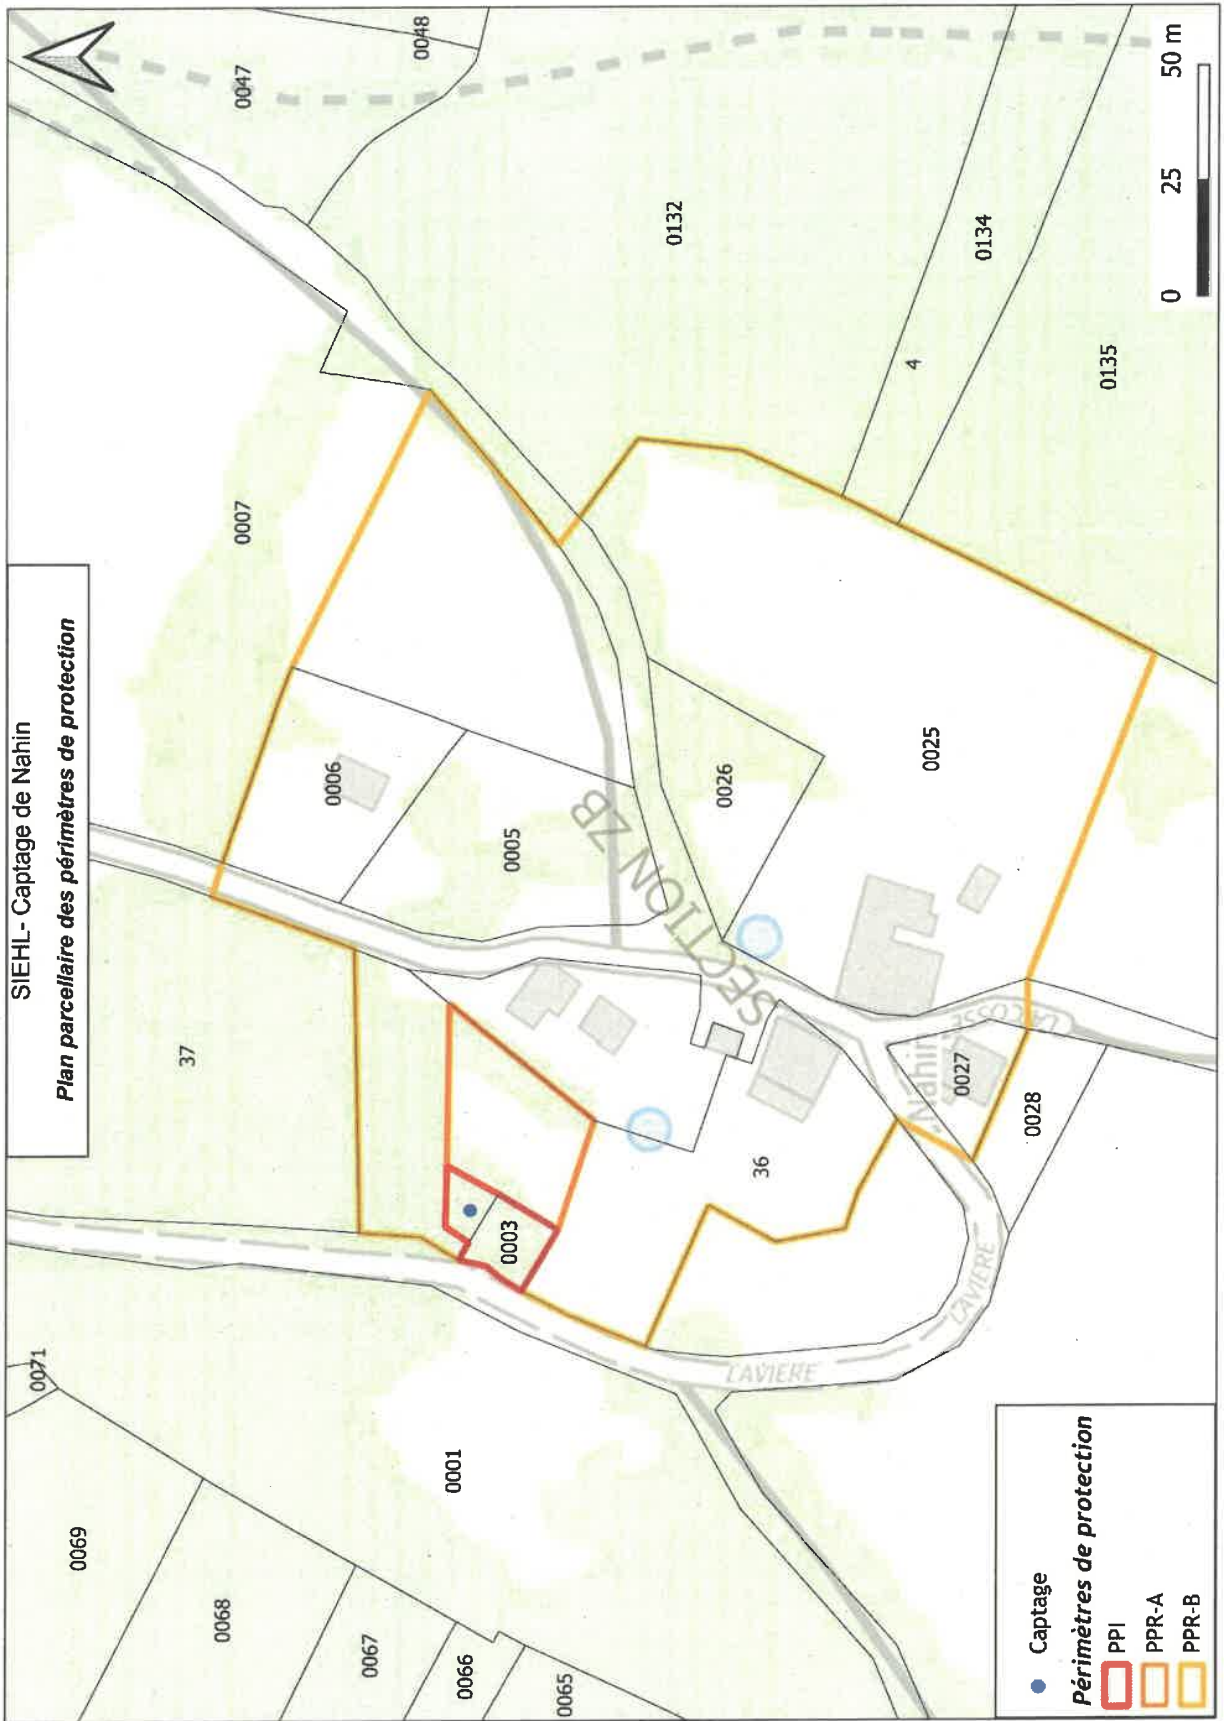 SIEHL- Captage de Nahin
Plan parcellaire des périmètres de protection
0071
0069
0068
0067
0066
0065
0001
37
0007
0047
0048
0006
0005
0003
36
0026
0025
0027
0028
0132
0134
4
0135
SECTION ZB
Nahin
LACOSSE
LAVIERE
LAVIERE
Captage
Périmètres de protection
PPI
PPR-A
PPR-B
0 25 50 m